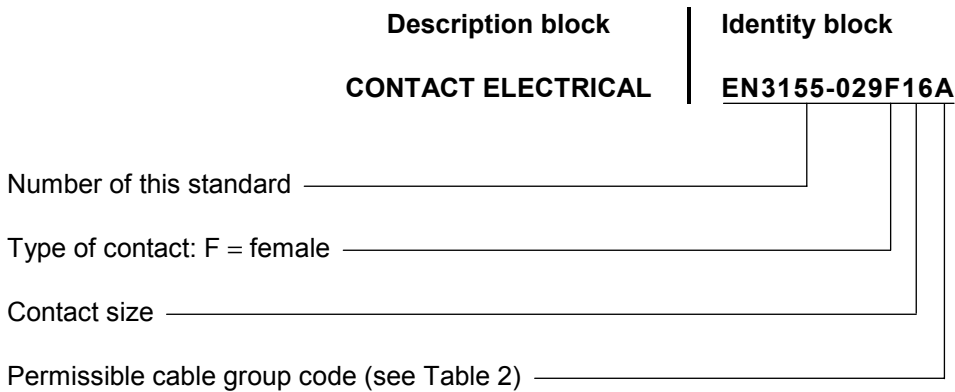 Description block Identity block
CONTACT ELECTRICAL EN3155-029F16A
Number of this standard
Type of contact: F = female
Contact size
Permissible cable group code (see Table 2)